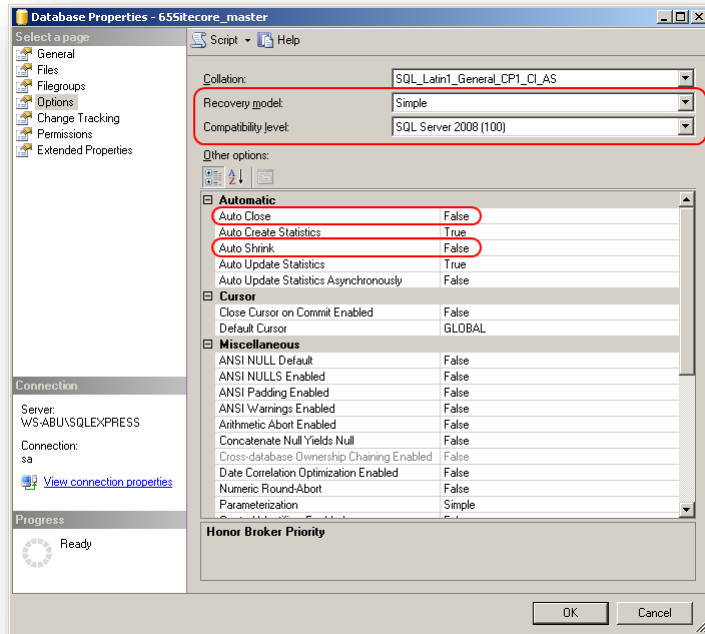 Database Properties - 65Sitecore_master
Select a page
General
Files
Filegroups
Options
Change Tracking
Permissions
Extended Properties
Script Help
Collation: SQL_Latin1_General_CP1_CI_AS
Recovery model: Simple
Compatibility level: SQL Server 2008 (100)
Other options:
Automatic
Auto Close False
Auto Create Statistics True
Auto Shrink False
Auto Update Statistics True
Auto Update Statistics Asynchronously False
Cursor
Close Cursor on Commit Enabled False
Default Cursor GLOBAL
Miscellaneous
ANSI NULL Default False
ANSI NULLS Enabled False
ANSI Padding Enabled False
ANSI Warnings Enabled False
Arithmetic Abort Enabled False
Concatenate Null Yields Null False
Cross-database Ownership Chaining Enabled False
Date Correlation Optimization Enabled False
Numeric Round-Abort False
Parameterization Simple
Honor Broker Priority
Connection
Server:
WS-ABU\SQLEXPRESS
Connection:
sa
View connection properties
Progress
Ready
OK Cancel